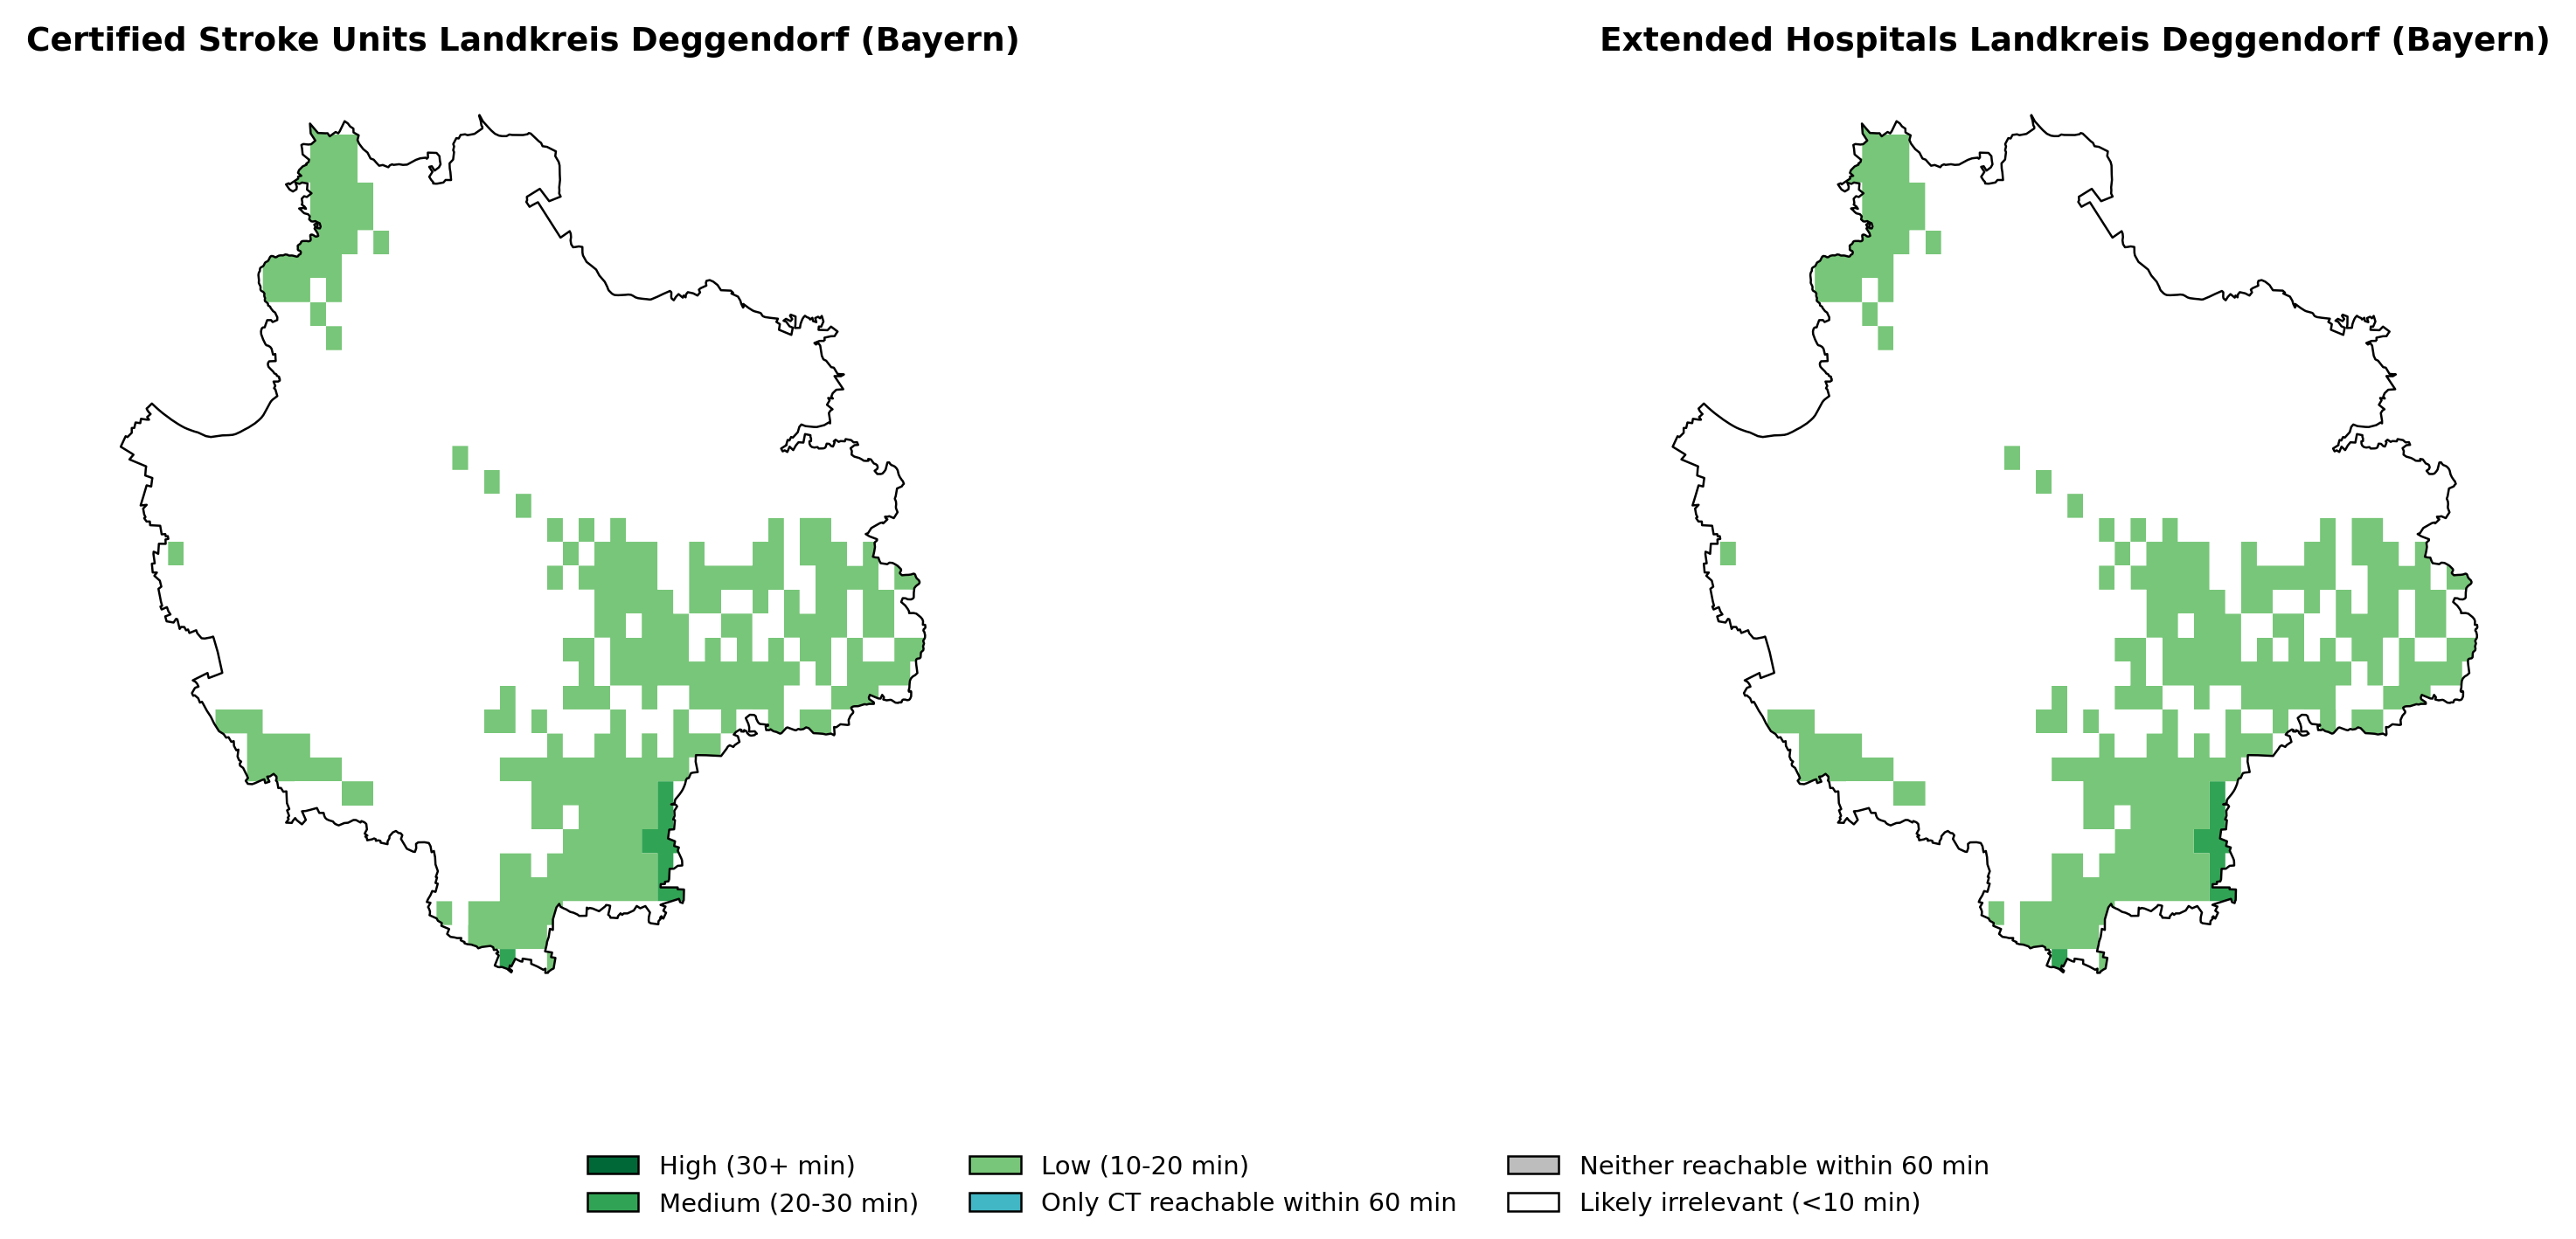 Certified Stroke Units Landkreis Deggendorf (Bayern)
Extended Hospitals Landkreis Deggendorf (Bayern)
High (30+ min)
Medium (20-30 min)
Low (10-20 min)
Only CT reachable within 60 min
Neither reachable within 60 min
Likely irrelevant (<10 min)